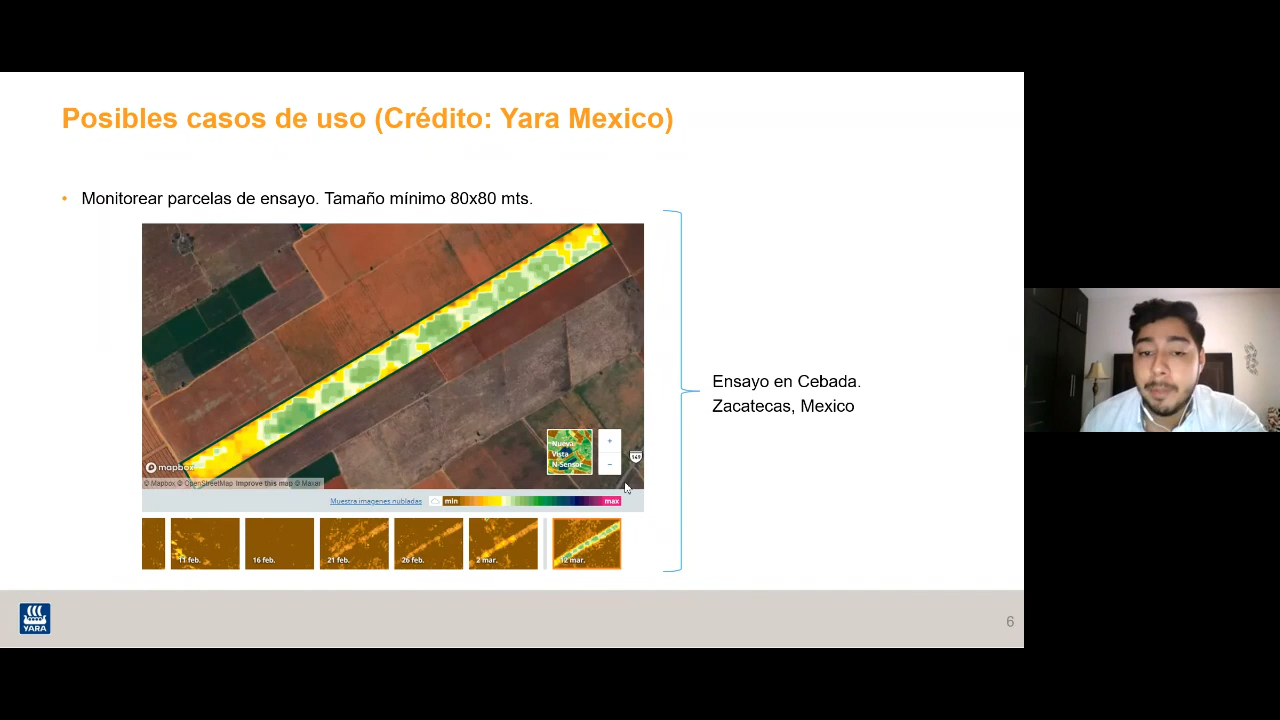 Posibles casos de uso (Crédito: Yara Mexico)
• Monitorear parcelas de ensayo. Tamaño mínimo 80x80 mts.
Nueva
Vista
N-Sensor
+
−
149
mapbox
© Mapbox © OpenStreetMap Improve this map © Maxar
Muestra imagenes nubladas
min
max
11 feb.
16 feb.
21 feb.
26 feb.
2 mar.
12 mar.
Ensayo en Cebada.
Zacatecas, Mexico
YARA
6